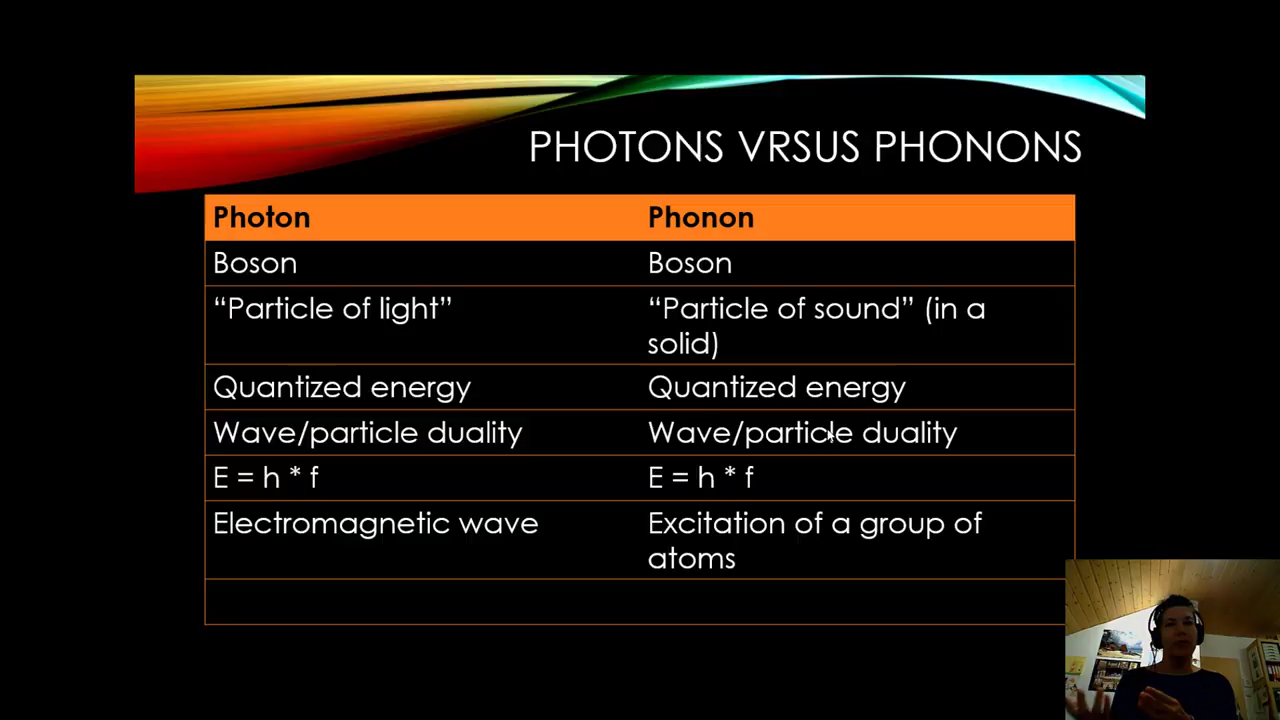 PHOTONS VRSUS PHONONS
Photon Phonon
Boson Boson
“Particle of light” “Particle of sound” (in a
solid)
Quantized energy Quantized energy
Wave/particle duality Wave/particle duality
E = h * f E = h * f
Electromagnetic wave Excitation of a group of
atoms